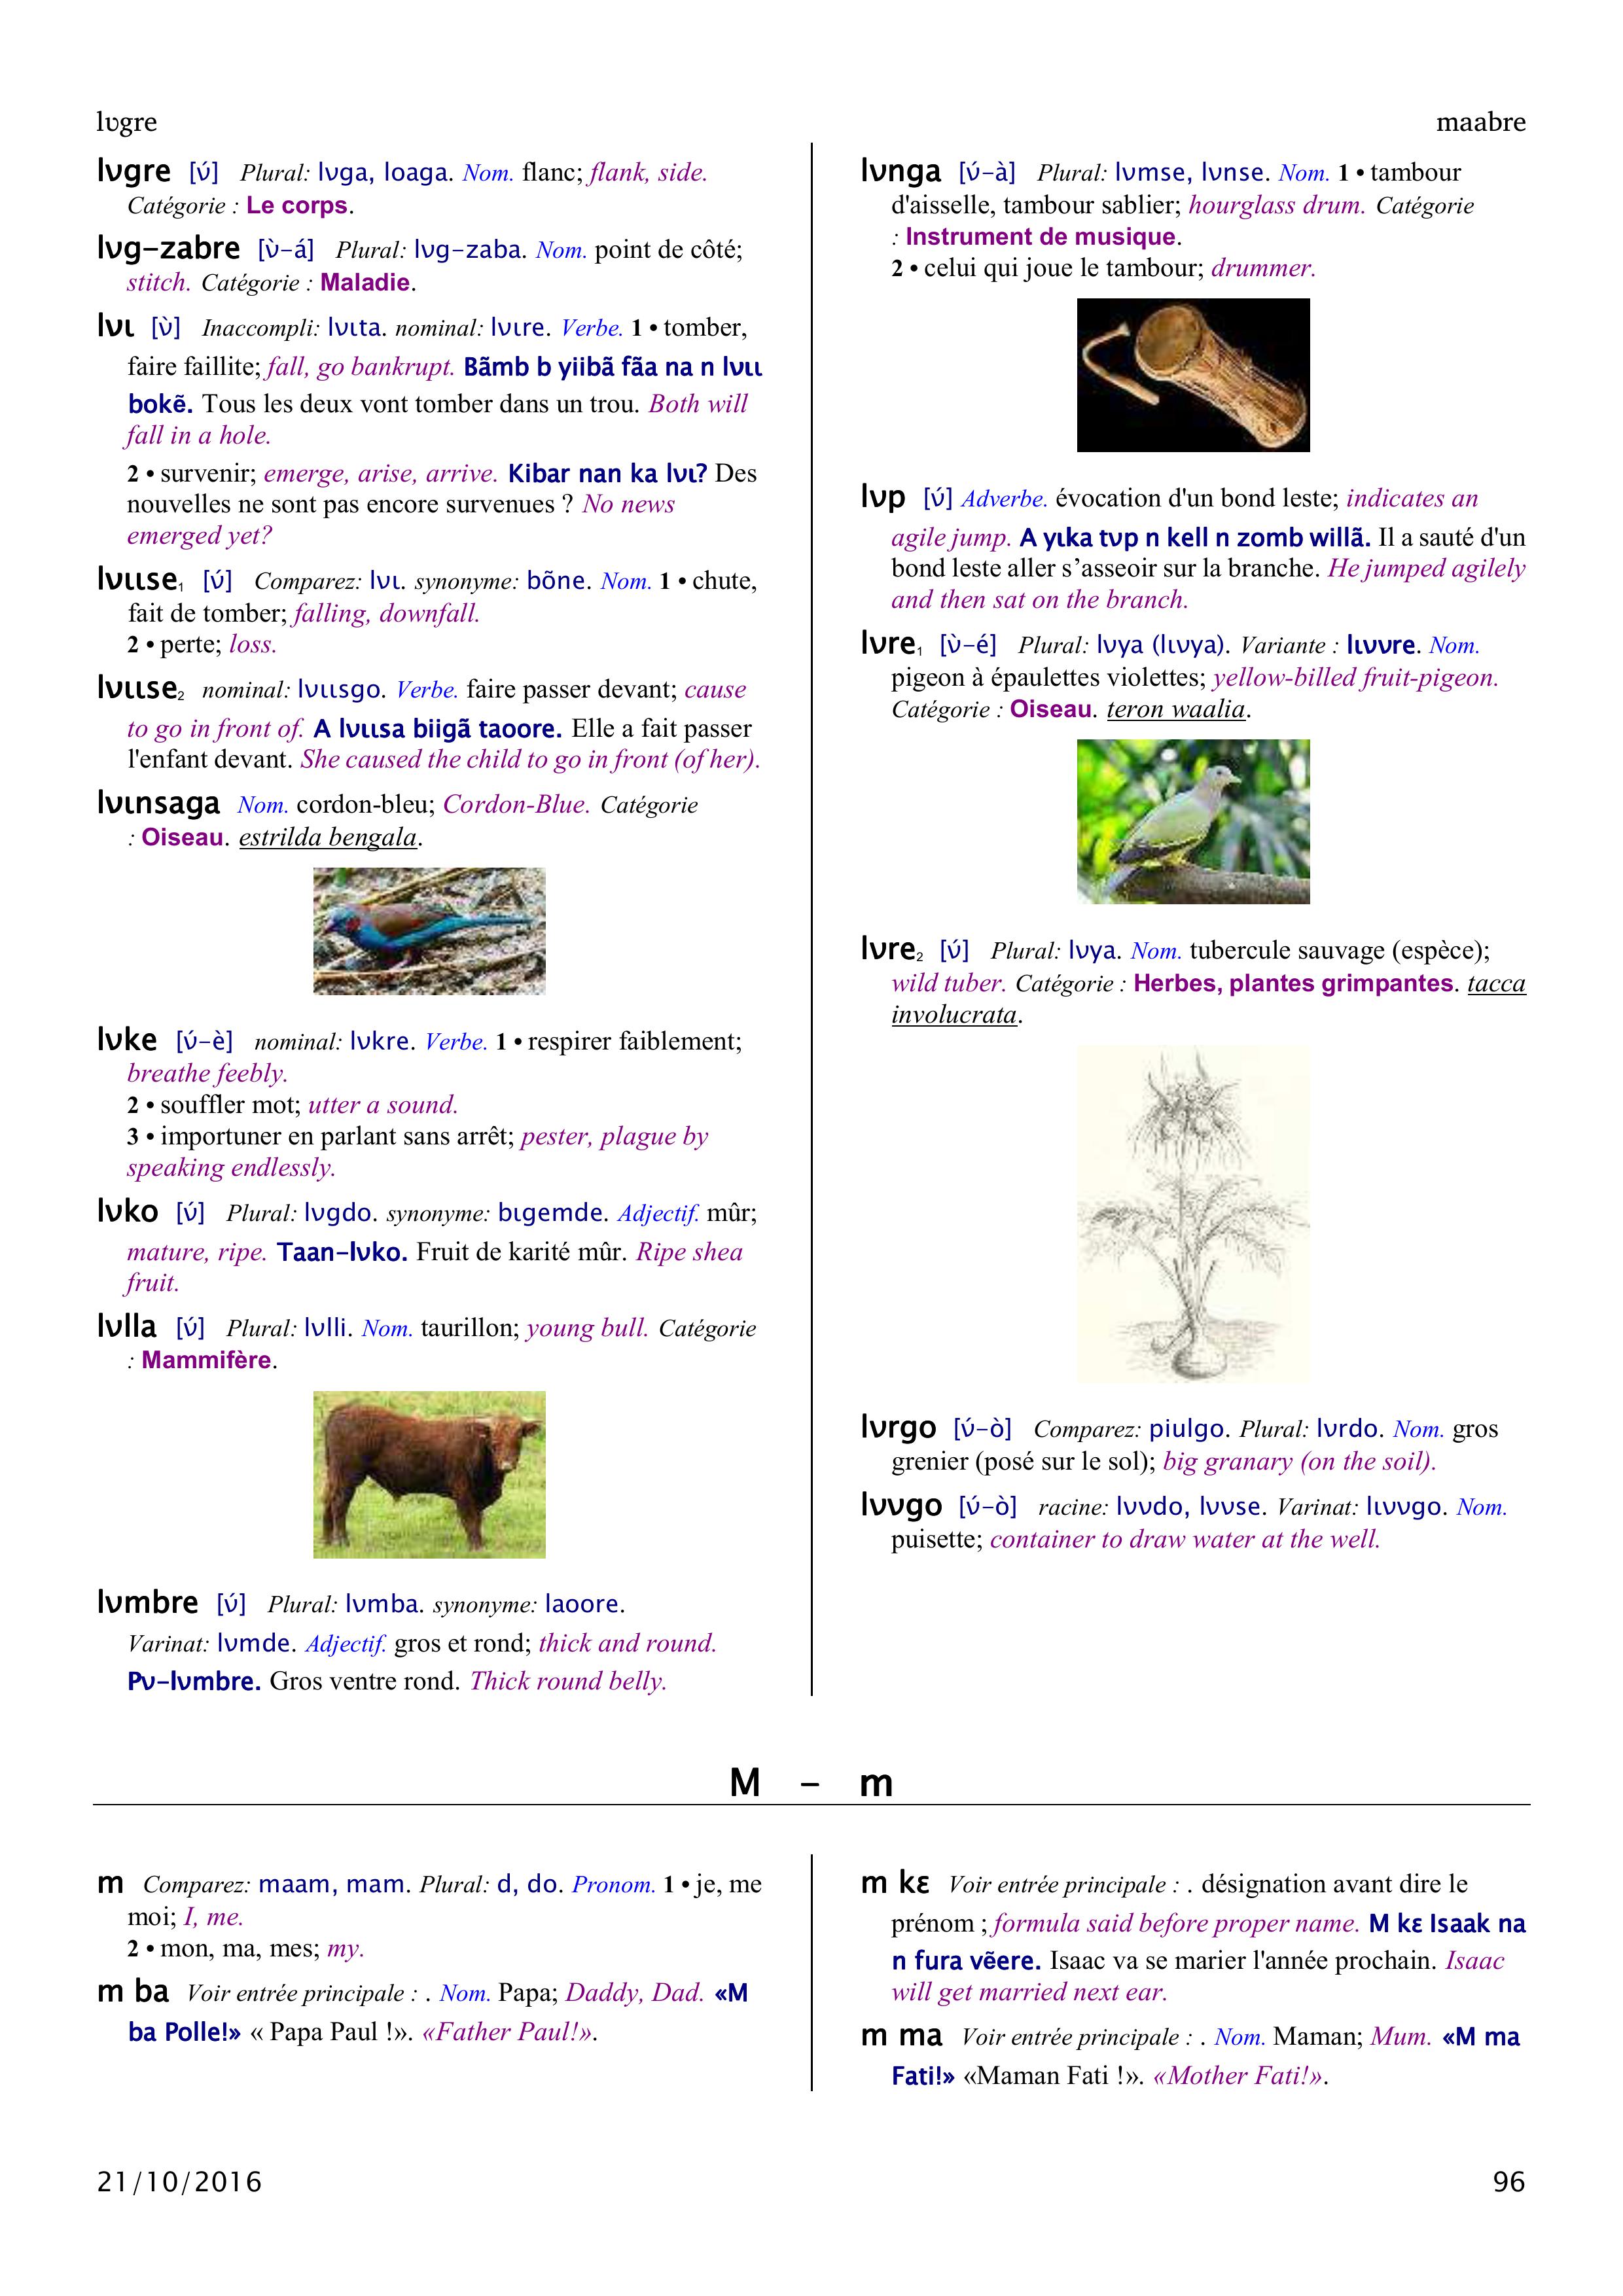 lʋgre
maabre
lʋgre [ʋ́] Plural: lʋga, loaga. Nom. flanc; flank, side.
Catégorie : Le corps.
lʋg-zabre [ʋ̀-á] Plural: lʋg-zaba. Nom. point de côté;
stitch. Catégorie : Maladie.
lʋɩ [ʋ̀] Inaccompli: lʋɩta. nominal: lʋɩre. Verbe. 1 • tomber,
faire faillite; fall, go bankrupt. Bãmb b yiibã fãa na n lʋɩɩ
bokẽ. Tous les deux vont tomber dans un trou. Both will
fall in a hole.
2 • survenir; emerge, arise, arrive. Kibar nan ka lʋɩ? Des
nouvelles ne sont pas encore survenues ? No news
emerged yet?
lʋɩɩse₁ [ʋ́] Comparez: lʋɩ. synonyme: bõne. Nom. 1 • chute,
fait de tomber; falling, downfall.
2 • perte; loss.
lʋɩɩse₂ nominal: lʋɩɩsgo. Verbe. faire passer devant; cause
to go in front of. A lʋɩɩsa biigã taoore. Elle a fait passer
l'enfant devant. She caused the child to go in front (of her).
lʋɩnsaga Nom. cordon-bleu; Cordon-Blue. Catégorie
: Oiseau. estrilda bengala.
lʋke [ʋ́-è] nominal: lʋkre. Verbe. 1 • respirer faiblement;
breathe feebly.
2 • souffler mot; utter a sound.
3 • importuner en parlant sans arrêt; pester, plague by
speaking endlessly.
lʋko [ʋ́] Plural: lʋgdo. synonyme: bɩgemde. Adjectif. mûr;
mature, ripe. Taan-lʋko. Fruit de karité mûr. Ripe shea
fruit.
lʋlla [ʋ́] Plural: lʋlli. Nom. taurillon; young bull. Catégorie
: Mammifère.
lʋmbre [ʋ́] Plural: lʋmba. synonyme: laoore.
Varinat: lʋmde. Adjectif. gros et rond; thick and round.
Pʋ-lʋmbre. Gros ventre rond. Thick round belly.
lʋnga [ʋ́-à] Plural: lʋmse, lʋnse. Nom. 1 • tambour
d'aisselle, tambour sablier; hourglass drum. Catégorie
: Instrument de musique.
2 • celui qui joue le tambour; drummer.
lʋp [ʋ́] Adverbe. évocation d'un bond leste; indicates an
agile jump. A yɩka tʋp n kell n zomb willã. Il a sauté d'un
bond leste aller s’asseoir sur la branche. He jumped agilely
and then sat on the branch.
lʋre₁ [ʋ̀-é] Plural: lʋya (lɩʋya). Variante : lɩʋʋre. Nom.
pigeon à épaulettes violettes; yellow-billed fruit-pigeon.
Catégorie : Oiseau. teron waalia.
lʋre₂ [ʋ́] Plural: lʋya. Nom. tubercule sauvage (espèce);
wild tuber. Catégorie : Herbes, plantes grimpantes. tacca
involucrata.
lʋrgo [ʋ́-ò] Comparez: piulgo. Plural: lʋrdo. Nom. gros
grenier (posé sur le sol); big granary (on the soil).
lʋʋgo [ʋ́-ò] racine: lʋʋdo, lʋʋse. Varinat: lɩʋʋgo. Nom.
puisette; container to draw water at the well.
M - m
m Comparez: maam, mam. Plural: d, do. Pronom. 1 • je, me
moi; I, me.
2 • mon, ma, mes; my.
m ba Voir entrée principale : . Nom. Papa; Daddy, Dad. «M
ba Polle!» « Papa Paul !». «Father Paul!».
m kɛ Voir entrée principale : . désignation avant dire le
prénom ; formula said before proper name. M kɛ Isaak na
n fura vẽere. Isaac va se marier l'année prochain. Isaac
will get married next ear.
m ma Voir entrée principale : . Nom. Maman; Mum. «M ma
Fati!» «Maman Fati !». «Mother Fati!».
21/10/2016
96